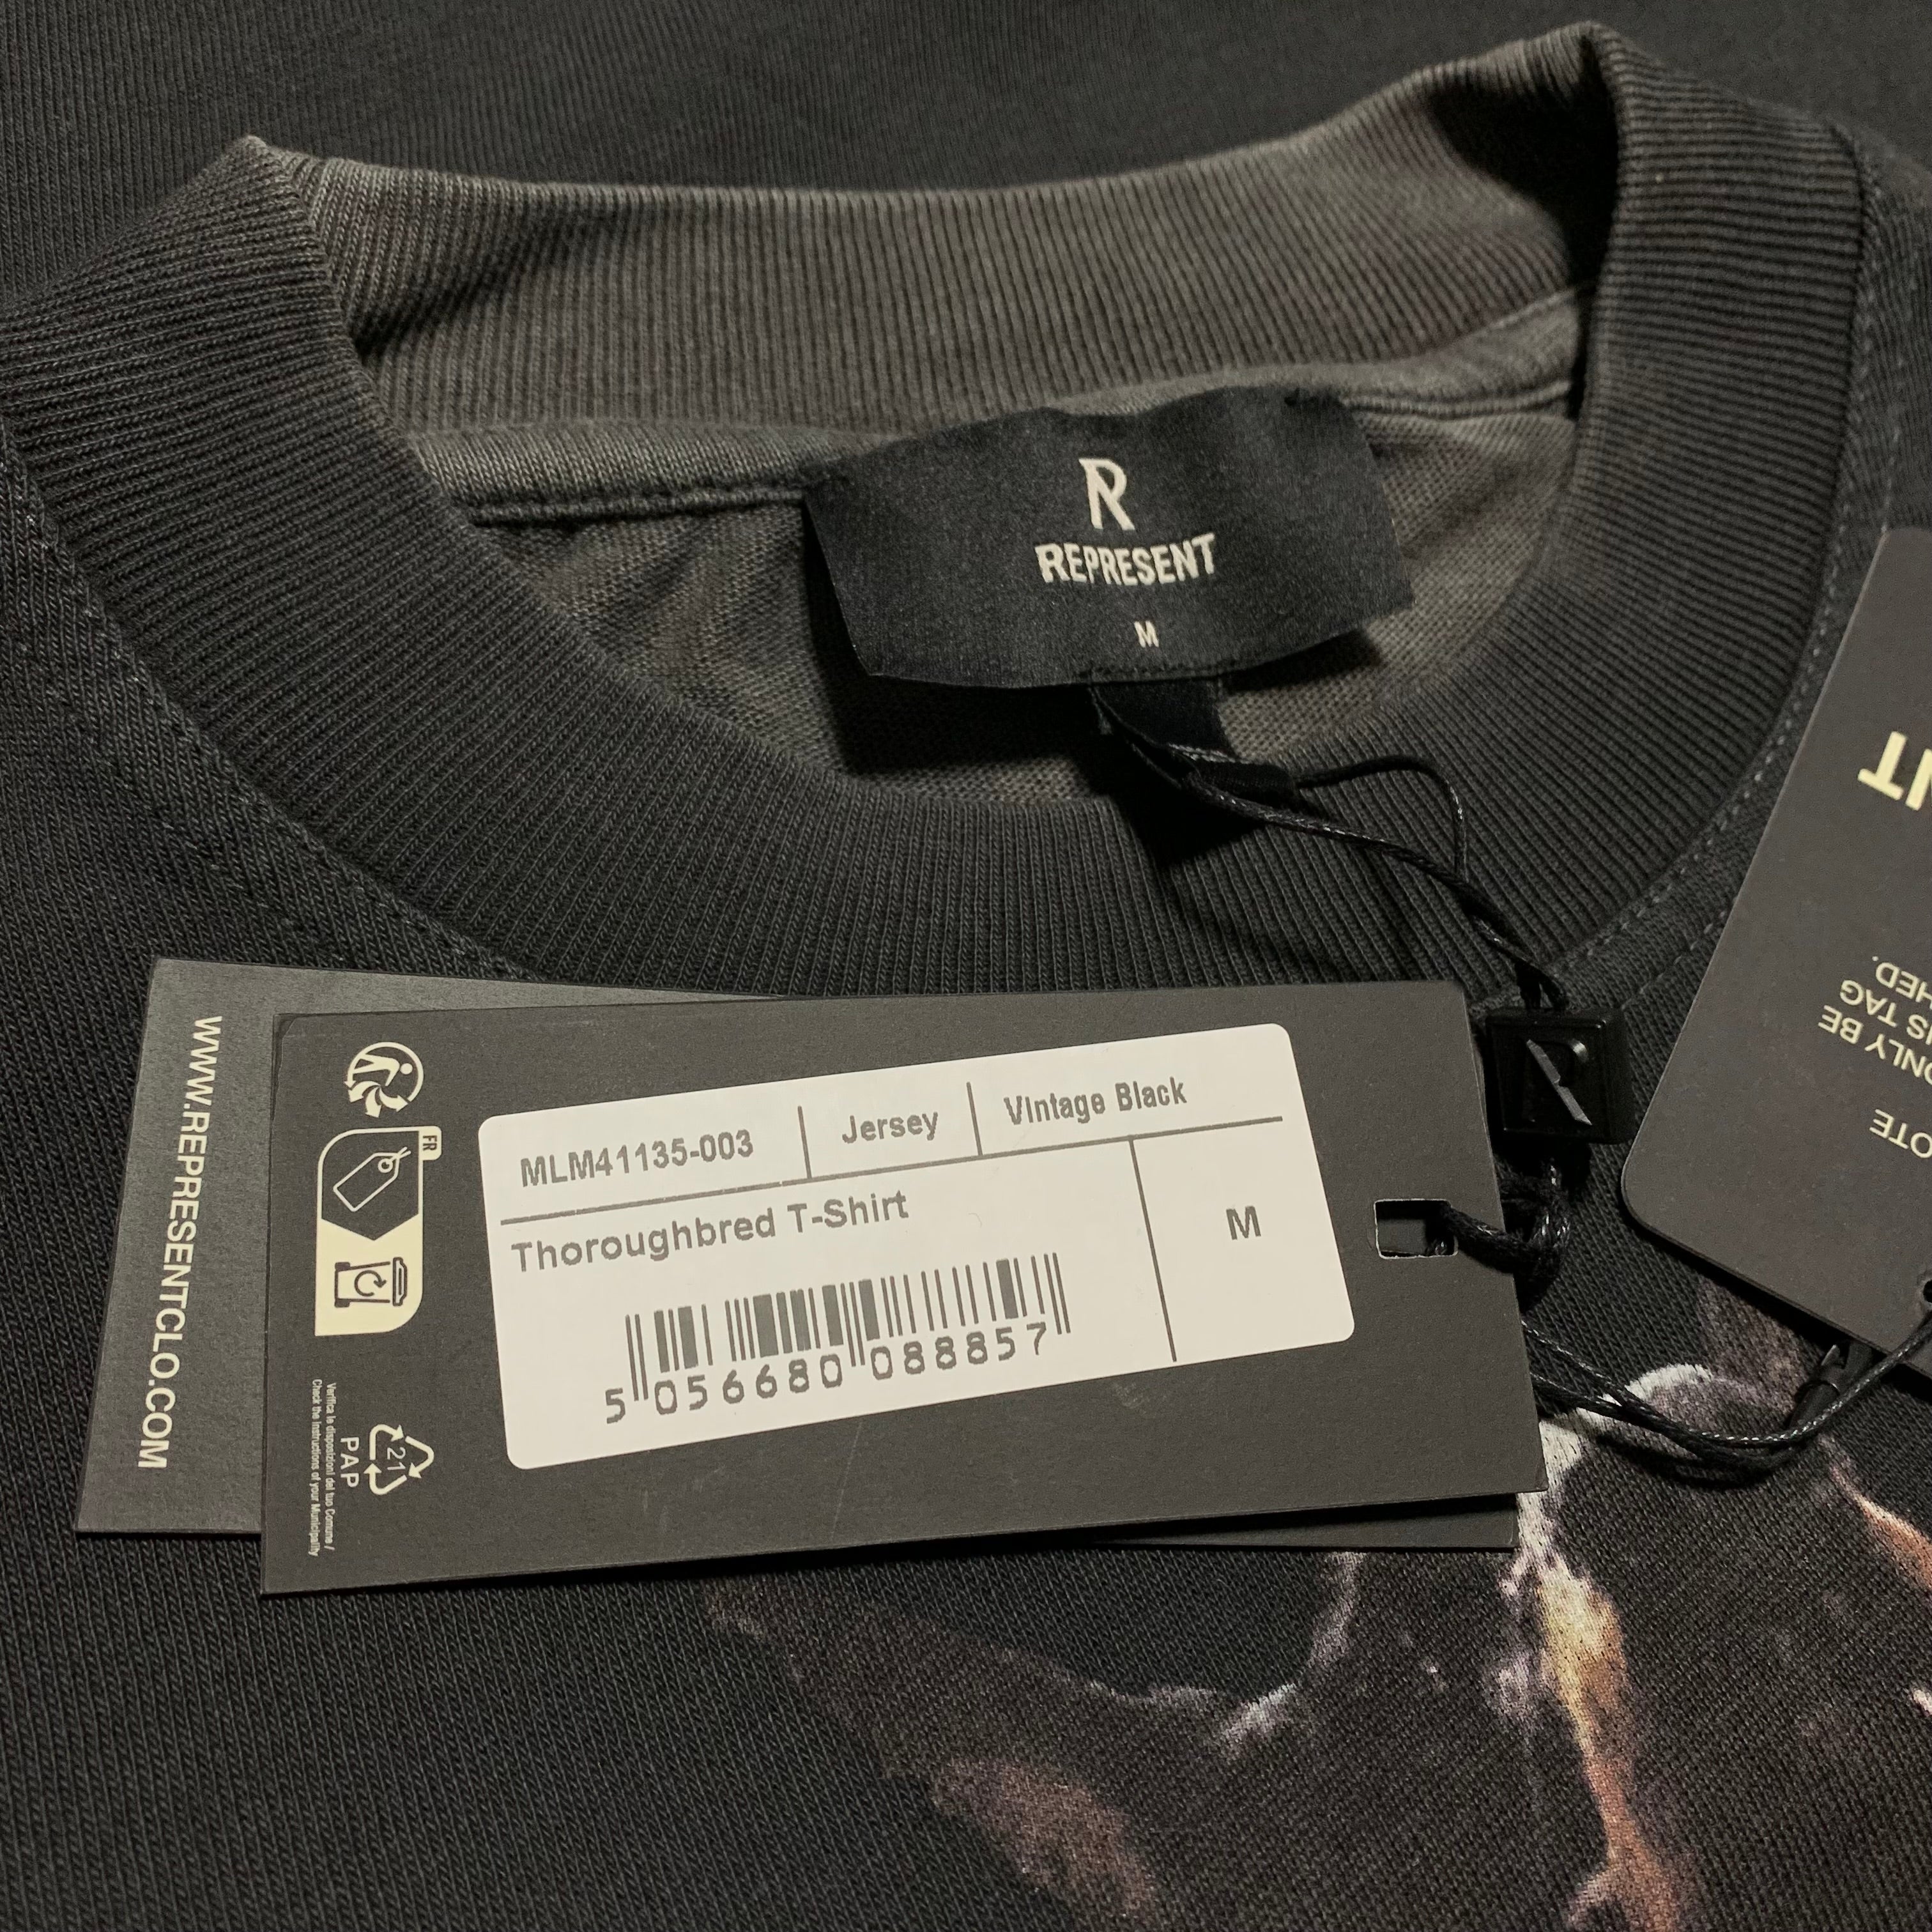 R
REPRESENT
M
WWW.REPRESENTCLO.COM
FR
21
PAP
Verifica le disposizioni del tuo Comune /
Check the Instructions of your Municipality
MLM41135-003 Jersey VIntage Black
Thoroughbred T-Shirt
M
5 056680 088857
R
NT
OTE
ONLY BE
IS TAG
HED.